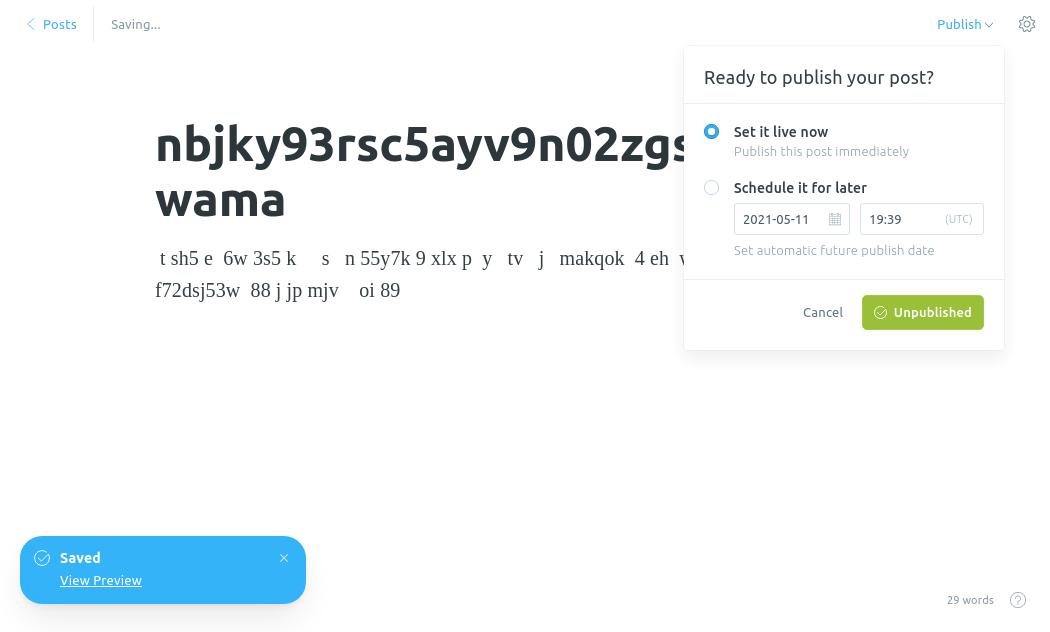 Posts
Saving...
Publish
Ready to publish your post?
Set it live now
Publish this post immediately
Schedule it for later
2021-05-11
19:39 (UTC)
Set automatic future publish date
Cancel
Unpublished
nbjky93rsc5ayv9n02zgs
wama
t sh5 e 6w 3s5 k s n 55y7k 9 xlx p y tv j makqok 4 eh
f72dsj53w 88 j jp mjv oi 89
Saved
View Preview
29 words